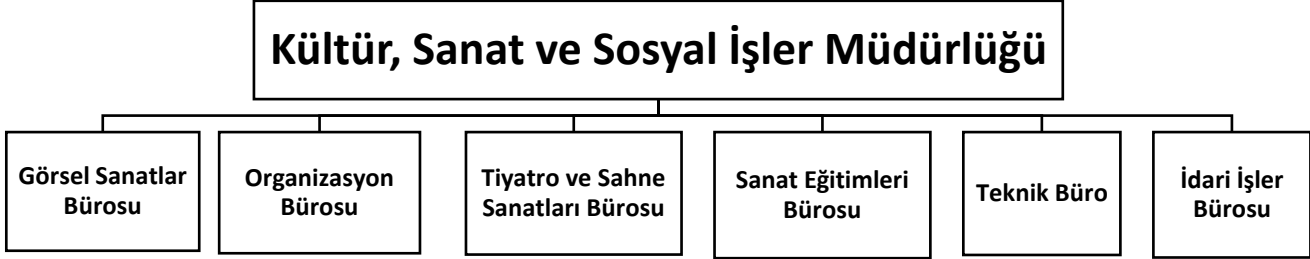 Kültür, Sanat ve Sosyal İşler Müdürlüğü
Görsel Sanatlar
Bürosu
Organizasyon
Bürosu
Tiyatro ve Sahne
Sanatları Bürosu
Sanat Eğitimleri
Bürosu
Teknik Büro
İdari İşler
Bürosu